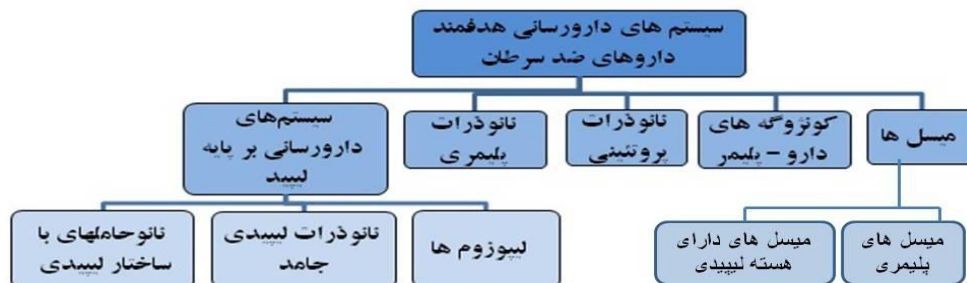 سیستم های دارورسانی هدفمند
داروهای ضد سرطان
میسل ها
کونژوگه های
دارو - پلیمر
نانوذرات
پروتئینی
نانوذرات
پلیمری
سیستم‌های
دارورسانی بر پایه
لیپید
میسل های
پلیمری
میسل های دارای
هسته لیپیدی
لیپوزوم ها
نانوذرات لیپیدی
جامد
نانوحاملهای با
ساختار لیپیدی